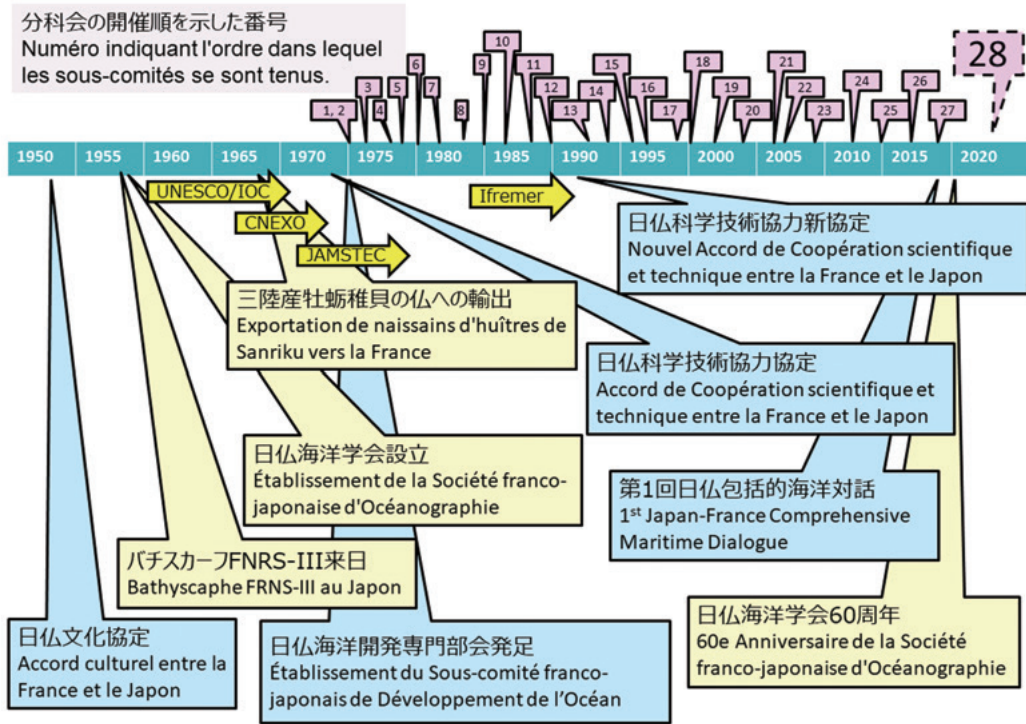 分科会の開催順を示した番号
Numéro indiquant l'ordre dans lequel
les sous-comités se sont tenus.
1, 2
3
4
5
6
7
8
9
10
11
12
13
14
15
16
17
18
19
20
21
22
23
24
25
26
27
28
1950 1955 1960 1965 1970 1975 1980 1985 1990 1995 2000 2005 2010 2015 2020
UNESCO/IOC
CNEXO
JAMSTEC
Ifremer
日仏科学技術協力新協定
Nouvel Accord de Coopération scientifique
et technique entre la France et le Japon
三陸産牡蛎稚貝の仏への輸出
Exportation de naissains d'huîtres de
Sanriku vers la France
日仏科学技術協力協定
Accord de Coopération scientifique et
technique entre la France et le Japon
日仏海洋学会設立
Établissement de la Société franco-
japonaise d'Océanographie
第1回日仏包括的海洋対話
1st Japan-France Comprehensive
Maritime Dialogue
バチスカーフFNRS-III来日
Bathyscaphe FRNS-III au Japon
日仏文化協定
Accord culturel entre la
France et le Japon
日仏海洋開発専門部会発足
Établissement du Sous-comité franco-
japonais de Développement de l'Océan
日仏海洋学会60周年
60e Anniversaire de la Société
franco-japonaise d'Océanographie